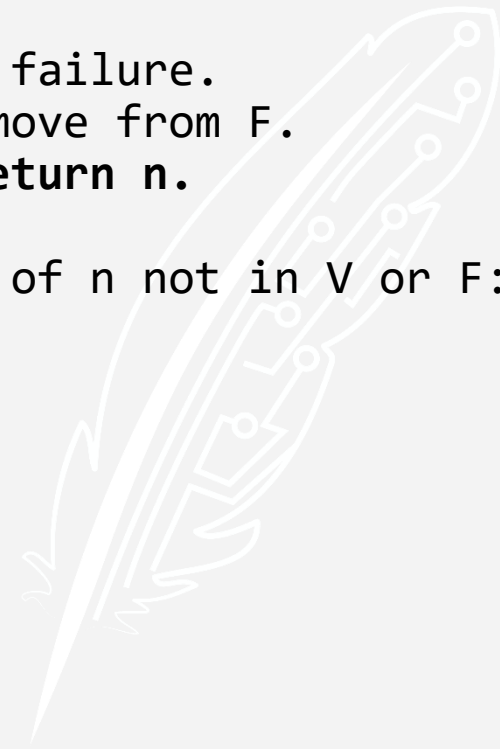 failure.
move from F.
eturn n.
of n not in V or F: